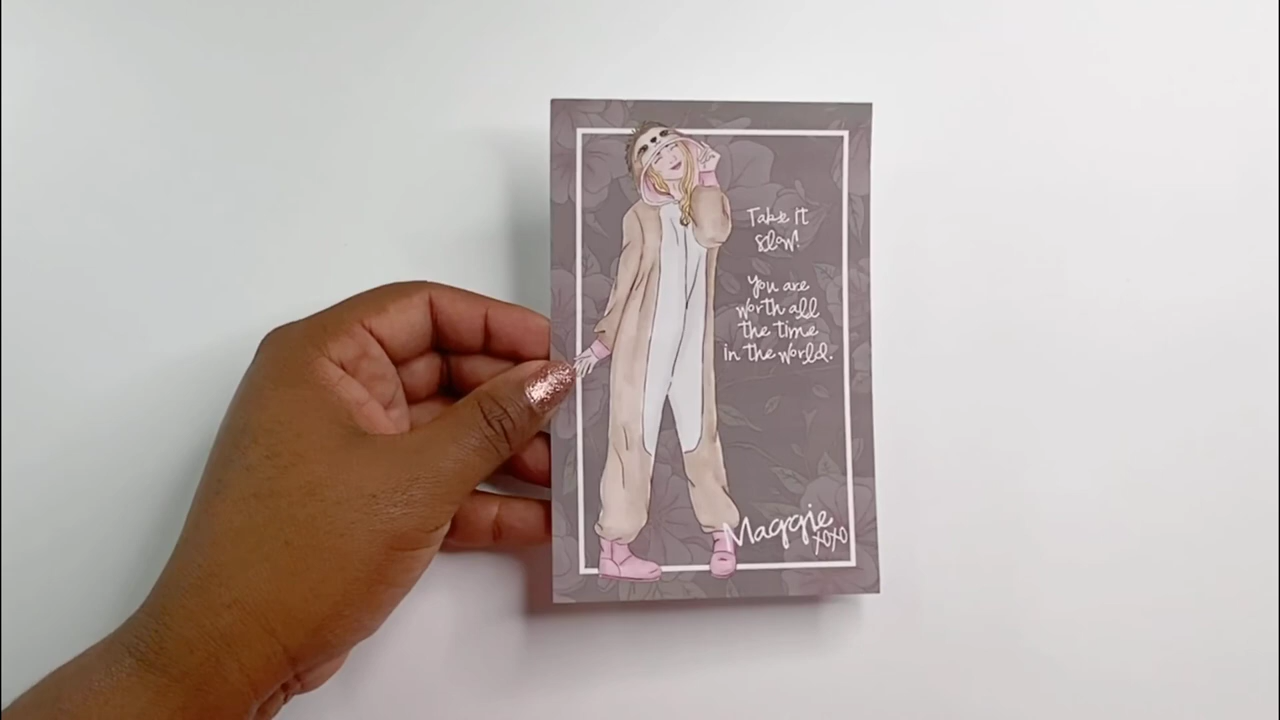 Take it
slow!
You are
worth all
the time
in the world.
Maggie
xoxo